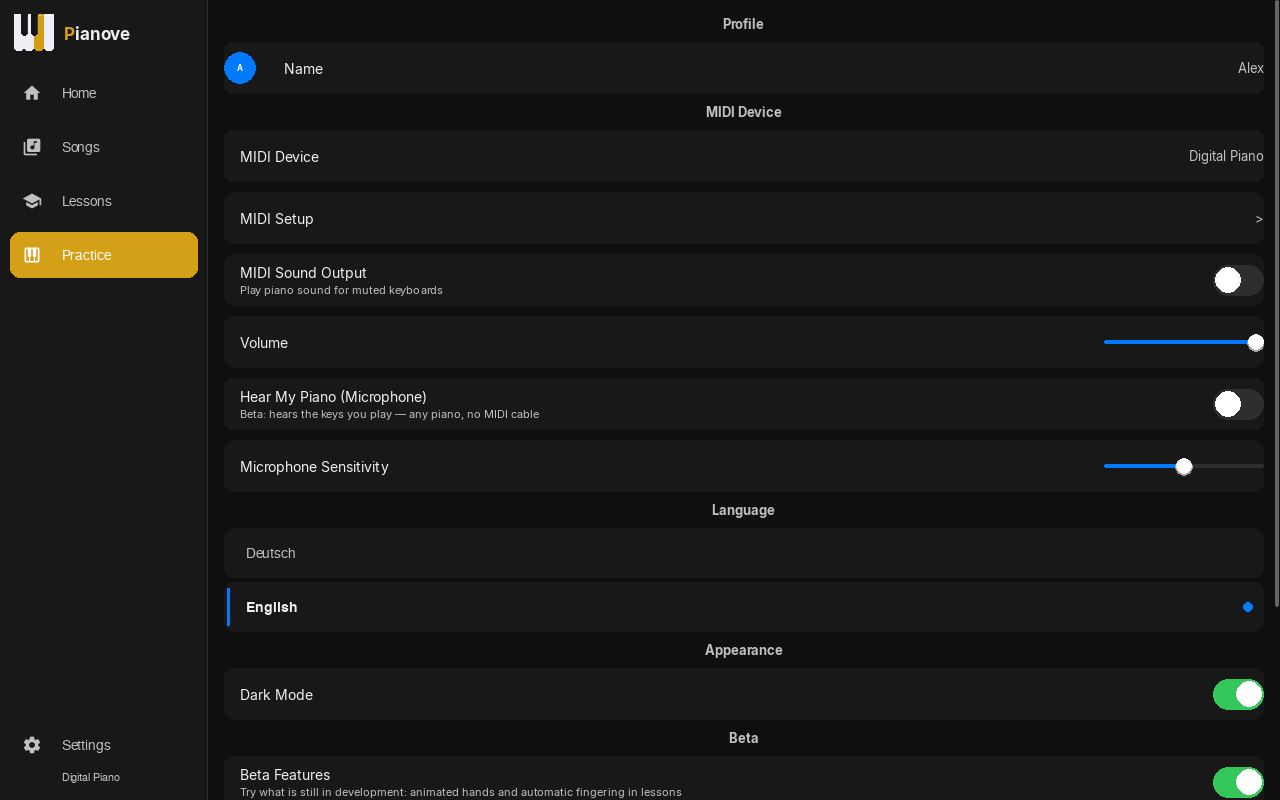 Pianove
Home
Songs
Lessons
Practice
Settings
Digital Piano
Profile
A
Name
Alex
MIDI Device
MIDI Device
Digital Piano
MIDI Setup
>
MIDI Sound Output
Play piano sound for muted keyboards
Volume
Hear My Piano (Microphone)
Beta: hears the keys you play — any piano, no MIDI cable
Microphone Sensitivity
Language
Deutsch
English
Appearance
Dark Mode
Beta
Beta Features
Try what is still in development: animated hands and automatic fingering in lessons